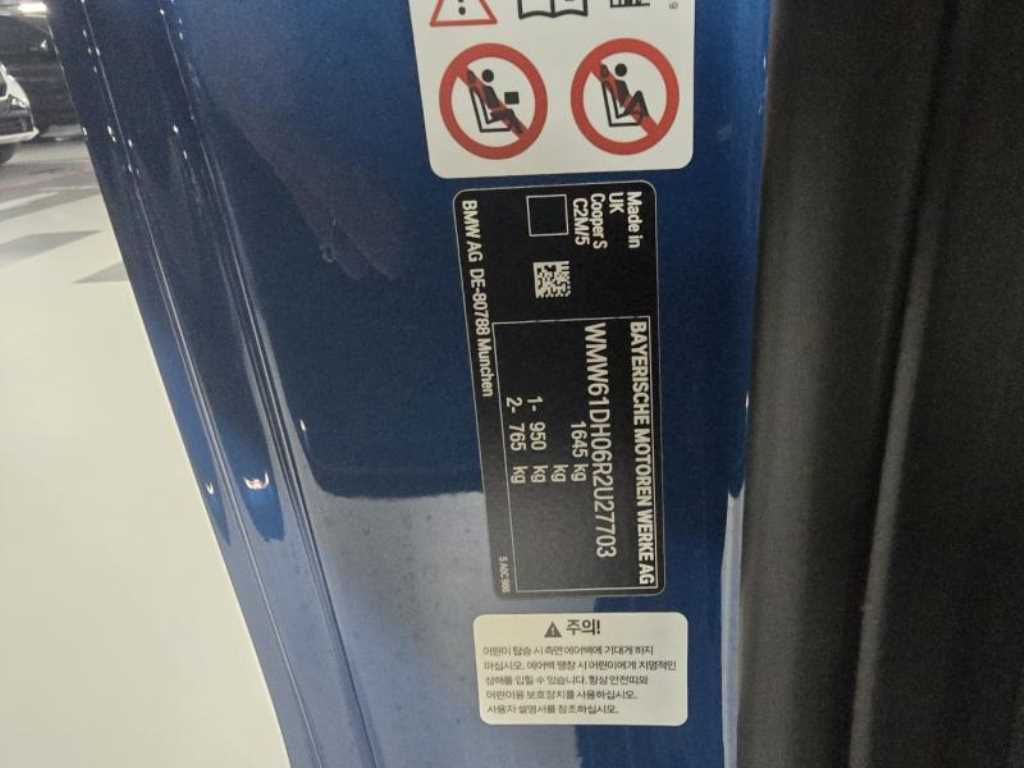 Made in
UK
Cooper S
C2M/5
BAYERISCHE MOTOREN WERKE AG
WMW61DH06R2U27703
1645 kg
kg
1- 950 kg
2- 765 kg
BMW AG DE-80788 Munchen
주의!
어린이 탑승 시 측면 에어백에 기대게 하지
마십시오. 에어백 팽창 시 어린이에게 치명적인
상해를 입힐 수 있습니다. 항상 안전띠와
어린이용 보호장치를 사용하십시오.
사용자 설명서를 참조하십시오.